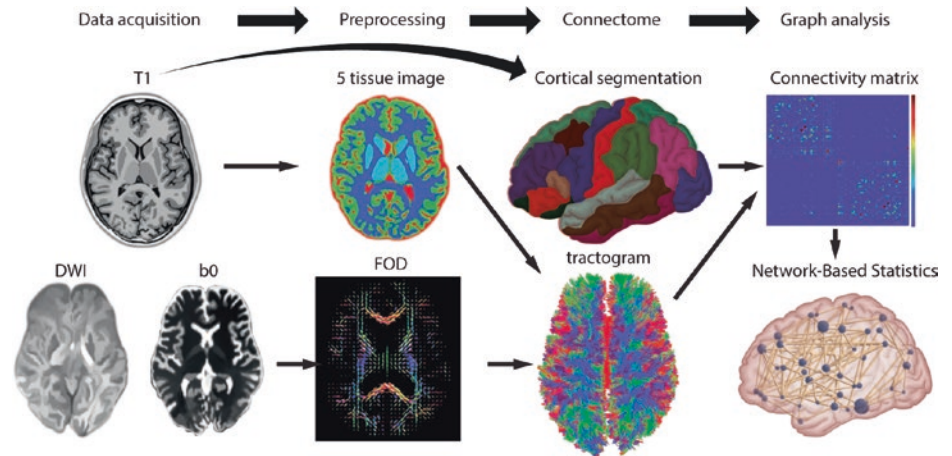 Data acquisition Preprocessing Connectome Graph analysis
T1 5 tissue image Cortical segmentation Connectivity matrix
DWI b0 FOD tractogram Network-Based Statistics